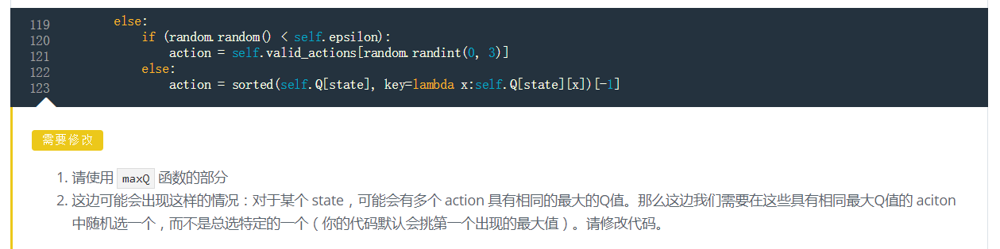 119 else:
120 if (random.random() < self.epsilon):
121 action = self.valid_actions[random.randint(0, 3)]
122 else:
123 action = sorted(self.Q[state], key=lambda x:self.Q[state][x])[-1]
需要修改
1. 请使用 maxQ 函数的部分
2. 这边可能会出现这样的情况：对于某个 state，可能会有多个 action 具有相同的最大的Q值。那么这边我们需要在这些具有相同最大Q值的 aciton
中随机选一个，而不是总选特定的一个（你的代码默认会挑第一个出现的最大值）。请修改代码。